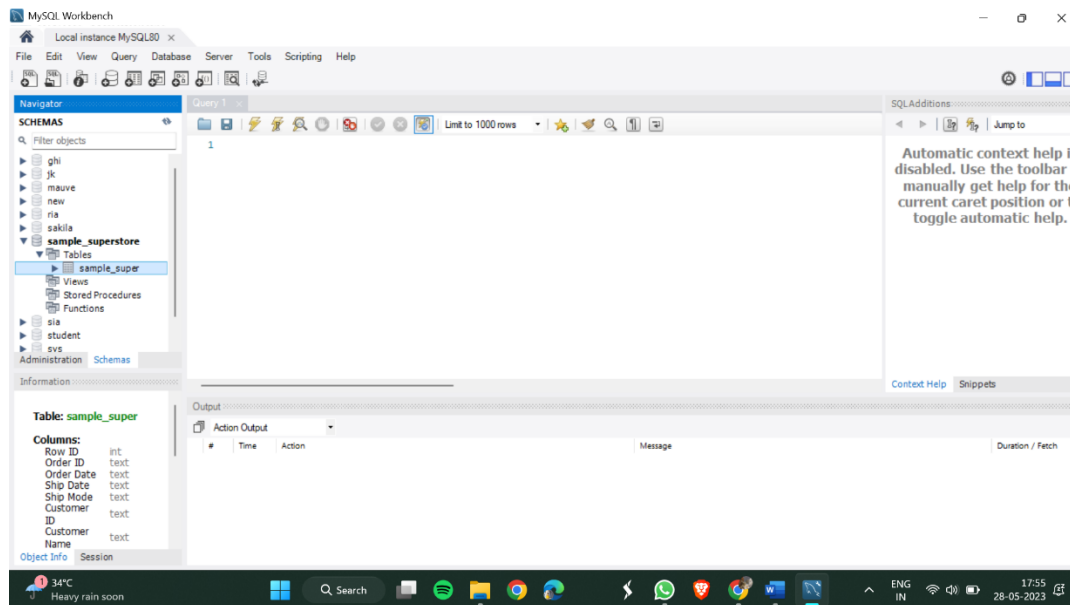 MySQL Workbench
Local instance MySQL80
File Edit View Query Database Server Tools Scripting Help
Navigator
SCHEMAS
Filter objects
ghi
jk
mauve
new
ria
sakila
sample_superstore
Tables
sample_super
Views
Stored Procedures
Functions
sia
student
sys
Administration Schemas
Information
Table: sample_super
Columns:
Row ID int
Order ID text
Order Date text
Ship Date text
Ship Mode text
Customer
ID text
Customer
Name text
Object Info Session
Query 1
Limit to 1000 rows
1
SQLAdditions
Jump to
Automatic context help i
disabled. Use the toolbar
manually get help for the
current caret position or t
toggle automatic help.
Context Help Snippets
Output
Action Output
# Time Action Message Duration / Fetch
1
34°C
Heavy rain soon
Search
ENG
IN
17:55
28-05-2023